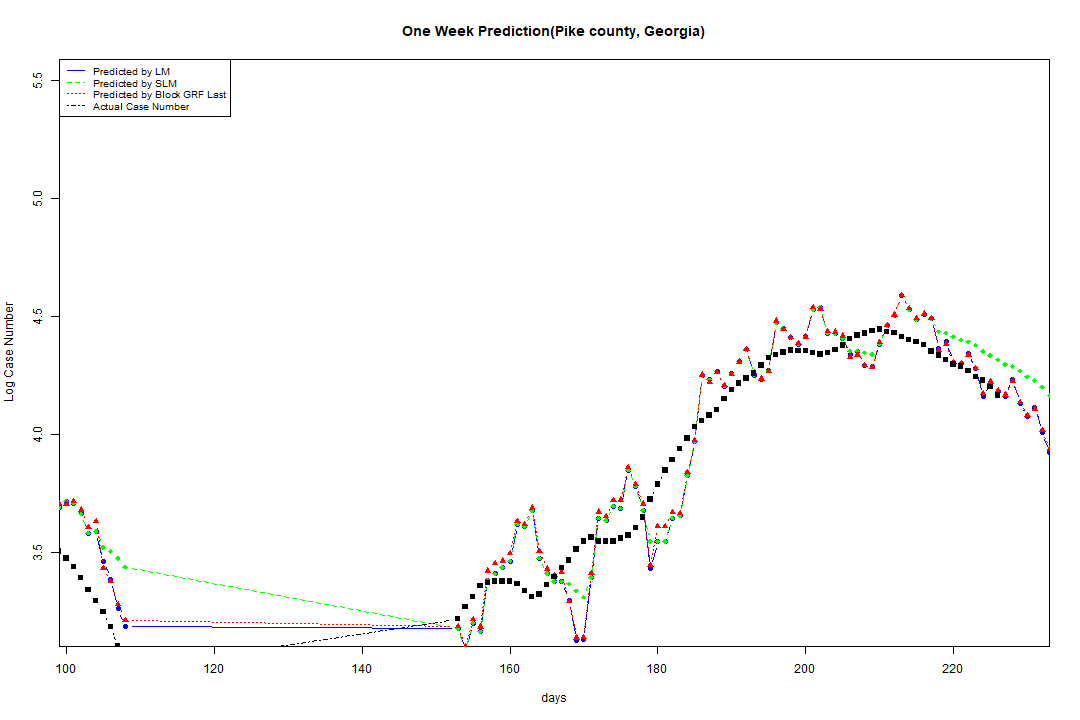 One Week Prediction(Pike county, Georgia)
Predicted by LM
Predicted by SLM
Predicted by Block GRF Last
Actual Case Number
5.5
5.0
4.5
4.0
3.5
Log Case Number
100 120 140 160 180 200 220
days